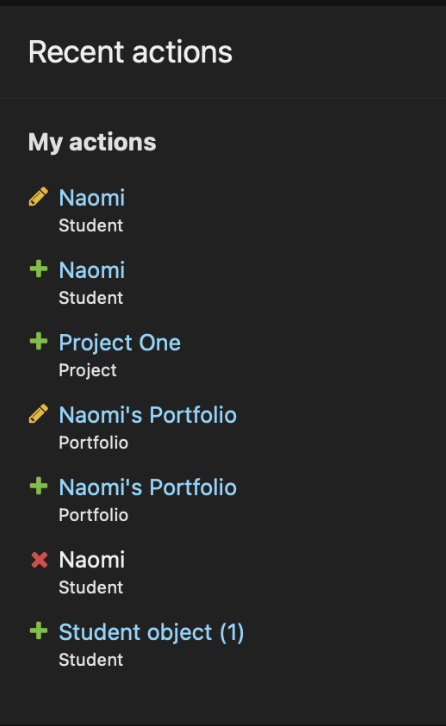 Recent actions
My actions
Naomi
Student
Naomi
Student
Project One
Project
Naomi's Portfolio
Portfolio
Naomi's Portfolio
Portfolio
Naomi
Student
Student object (1)
Student